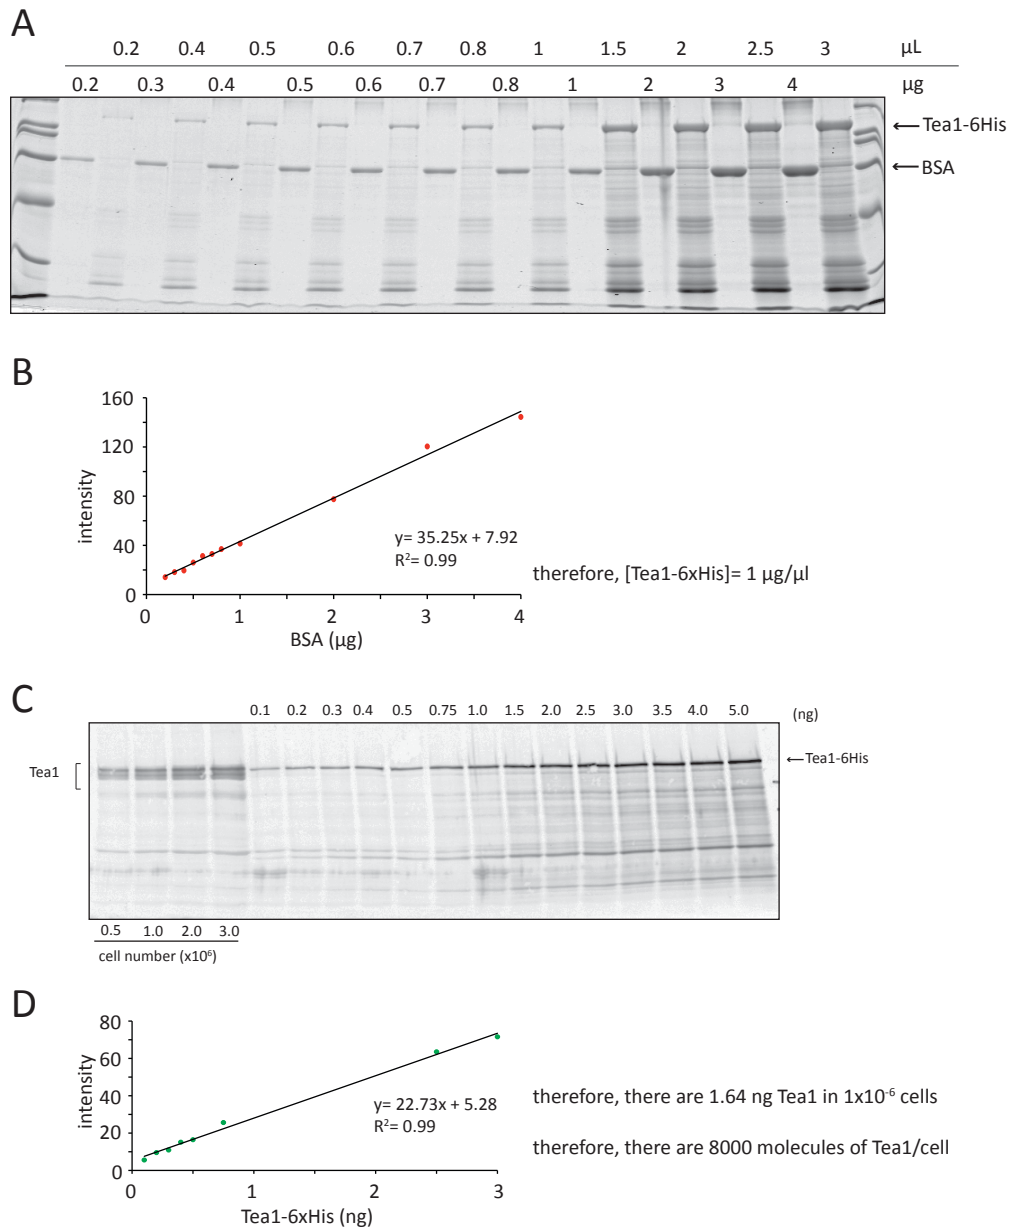 A
0.2 0.4 0.5 0.6 0.7 0.8 1 1.5 2 2.5 3 µL
0.2 0.3 0.4 0.5 0.6 0.7 0.8 1 2 3 4 µg
←Tea1-6His
←BSA
B
160
120
80
40
0
intensity
0 1 2 3 4
BSA (µg)
y= 35.25x + 7.92
R²= 0.99
therefore, [Tea1-6xHis]= 1 µg/µl
C
0.1 0.2 0.3 0.4 0.5 0.75 1.0 1.5 2.0 2.5 3.0 3.5 4.0 5.0 (ng)
Tea1
←Tea1-6His
0.5 1.0 2.0 3.0
cell number (x10⁶)
D
80
60
40
20
0
intensity
0 1 2 3
Tea1-6xHis (ng)
y= 22.73x + 5.28
R²= 0.99
therefore, there are 1.64 ng Tea1 in 1x10⁻⁶ cells
therefore, there are 8000 molecules of Tea1/cell